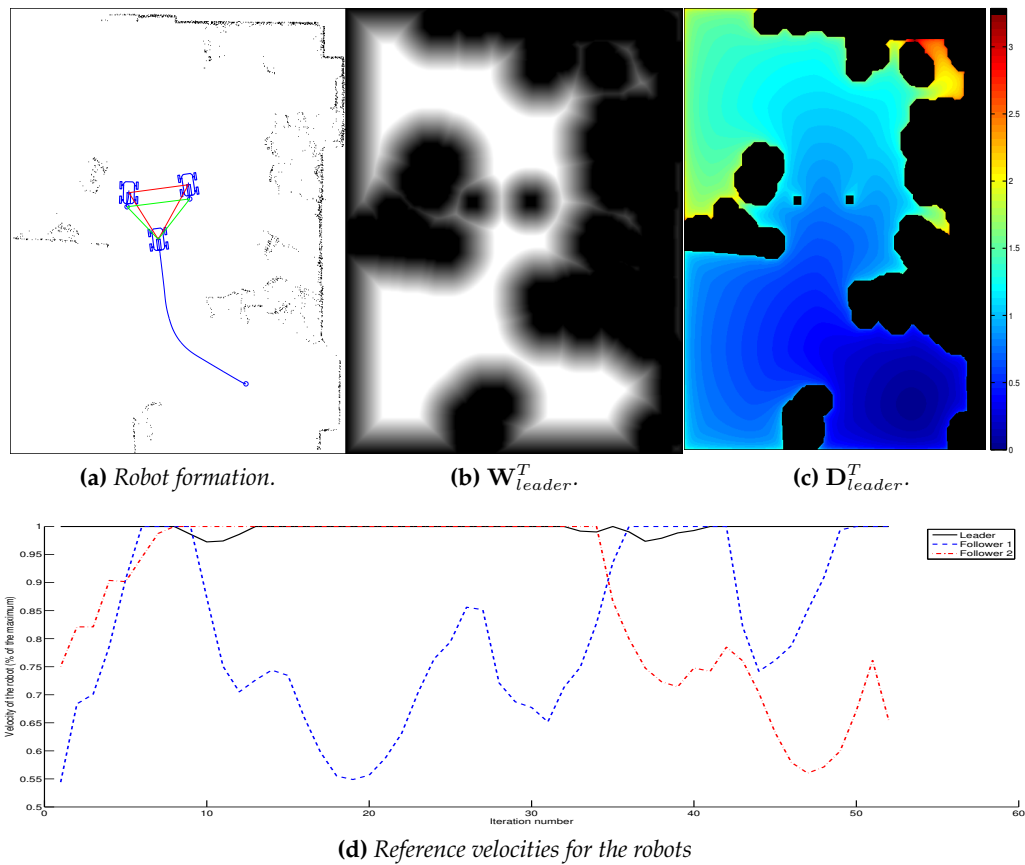 3
2.5
2
1.5
1
0.5
0
(a) Robot formation.
(b) W^T_leader.
(c) D^T_leader.
Velocity of the robot (% of the maximum)
1
0.95
0.9
0.85
0.8
0.75
0.7
0.65
0.6
0.55
0.5
0
10
20
30
40
50
60
Iteration number
Leader
Follower 1
Follower 2
(d) Reference velocities for the robots